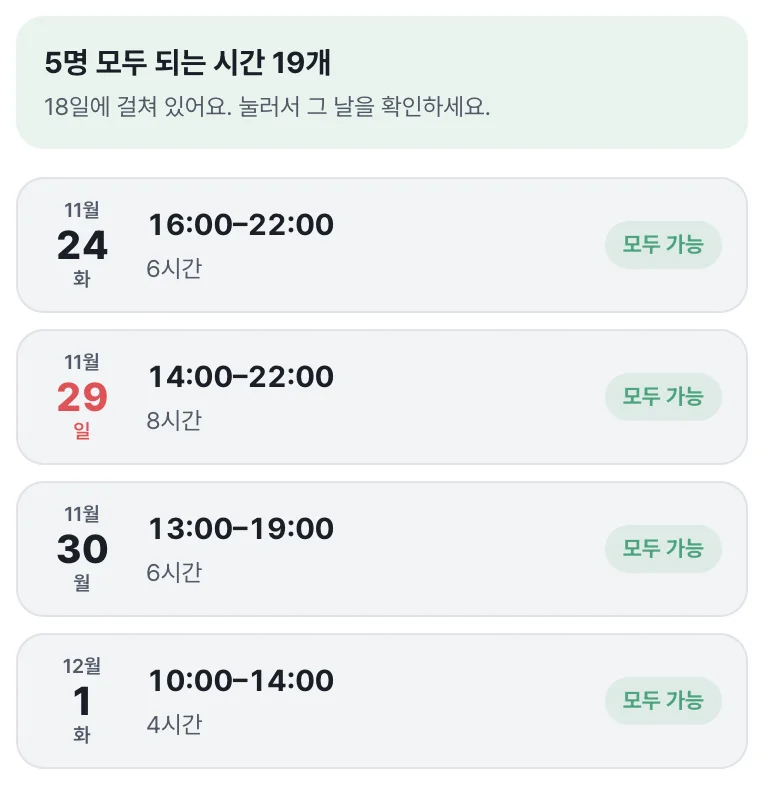 5명 모두 되는 시간 19개
18일에 걸쳐 있어요. 눌러서 그 날을 확인하세요.
11월
24
화
16:00–22:00
6시간
모두 가능
11월
29
일
14:00–22:00
8시간
모두 가능
11월
30
월
13:00–19:00
6시간
모두 가능
12월
1
화
10:00–14:00
4시간
모두 가능